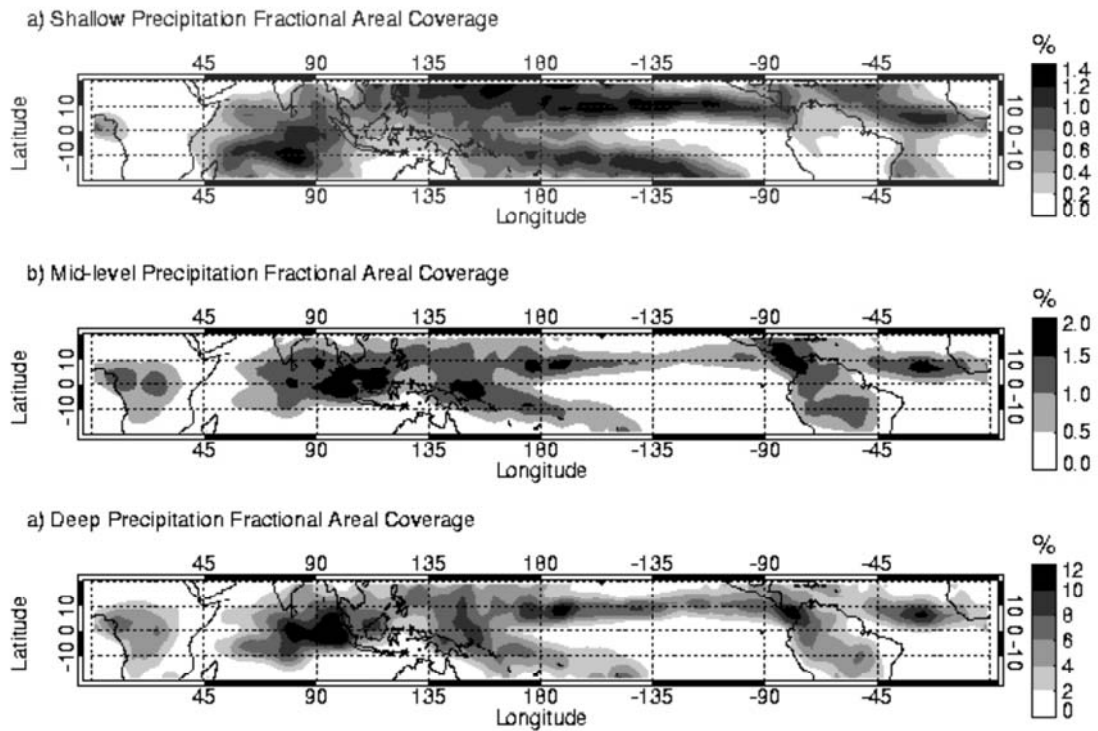 a) Shallow Precipitation Fractional Areal Coverage
%
45 90 135 180 -135 -90 -45
Latitude
10
0
-10
10
0
-10
1.4
1.2
1.0
0.8
0.6
0.4
0.2
0.0
45 90 135 180 -135 -90 -45
Longitude
b) Mid-level Precipitation Fractional Areal Coverage
%
45 90 135 180 -135 -90 -45
Latitude
10
0
-10
10
0
-10
2.0
1.5
1.0
0.5
0.0
45 90 135 180 -135 -90 -45
Longitude
a) Deep Precipitation Fractional Areal Coverage
%
45 90 135 180 -135 -90 -45
Latitude
10
0
-10
10
0
-10
12
10
8
6
4
2
0
45 90 135 180 -135 -90 -45
Longitude